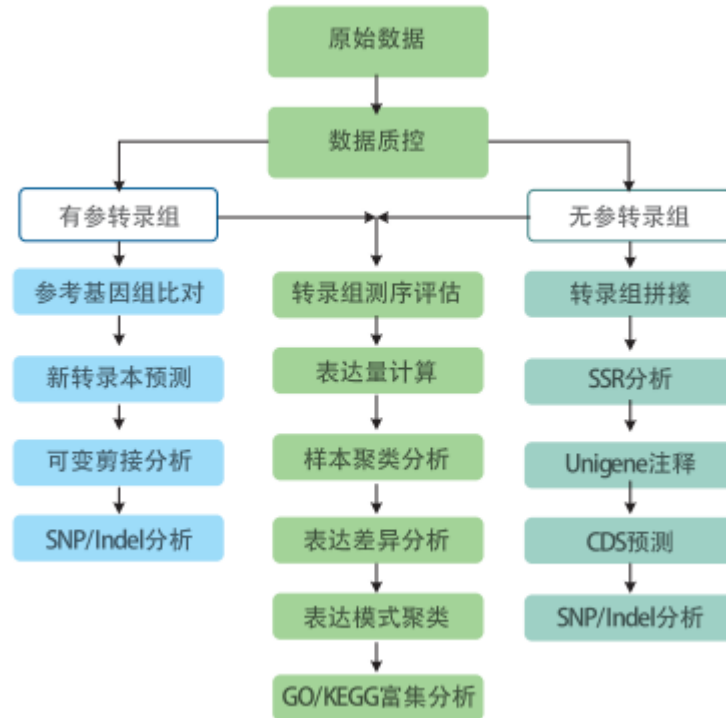 原始数据
数据质控
有参转录组
无参转录组
参考基因组比对
转录组测序评估
转录组拼接
新转录本预测
表达量计算
SSR分析
可变剪接分析
样本聚类分析
Unigene注释
SNP/Indel分析
表达差异分析
CDS预测
表达模式聚类
SNP/Indel分析
GO/KEGG富集分析